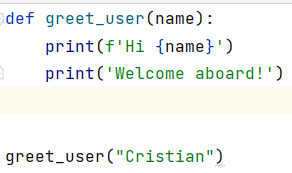 def greet_user(name):
    print(f'Hi {name}')
    print('Welcome aboard!')
greet_user("Cristian")